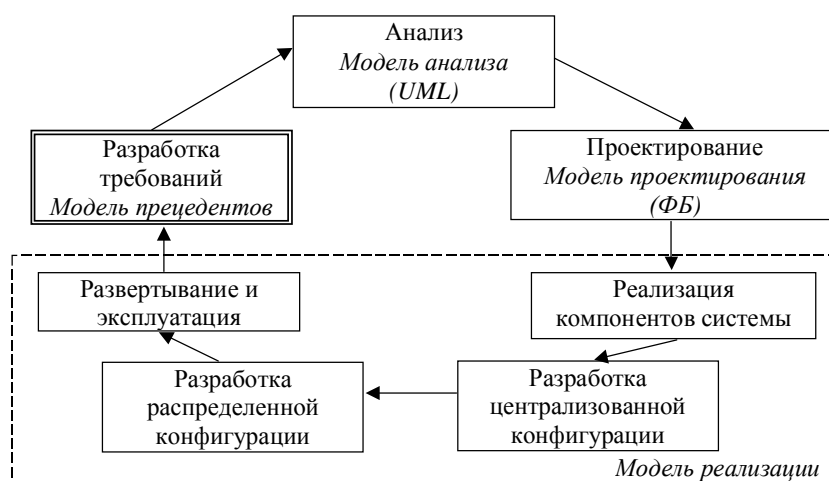 Анализ
Модель анализа
(UML)
Разработка
требований
Модель прецедентов
Проектирование
Модель проектирования
(ФБ)
Развертывание и
эксплуатация
Реализация
компонентов системы
Разработка
распределенной
конфигурации
Разработка
централизованной
конфигурации
Модель реализации